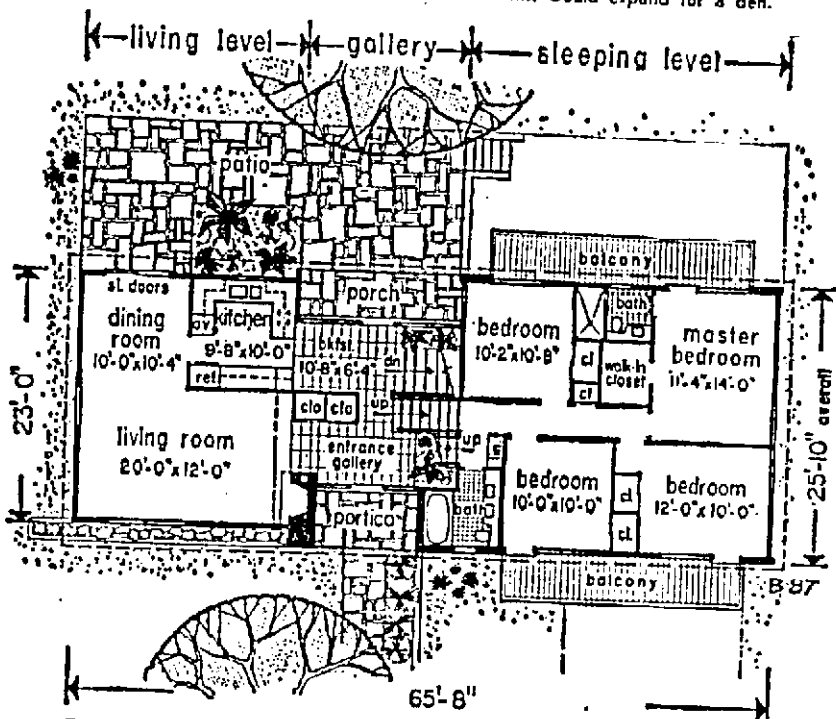 could expand for a den.
living level
gallery
sleeping level
patio
balcony
sl. doors
porch
bath
dining
room
10'-0"x10'-4"
ov
kitchen
9'-8"x10'-0"
bkfst
10'-8"x6'-4"
dn
bedroom
10'-2"x10'-8"
cl
cl
walk-in
closet
master
bedroom
11'-4"x14'-0"
ref
clo
clo
up
23'-0"
25'-10" overall
living room
20'-0"x12'-0"
entrance
gallery
up
bath
bedroom
10'-0"x10'-0"
cl
cl
bedroom
12'-0"x10'-0"
portico
balcony
B-87
65'-8"